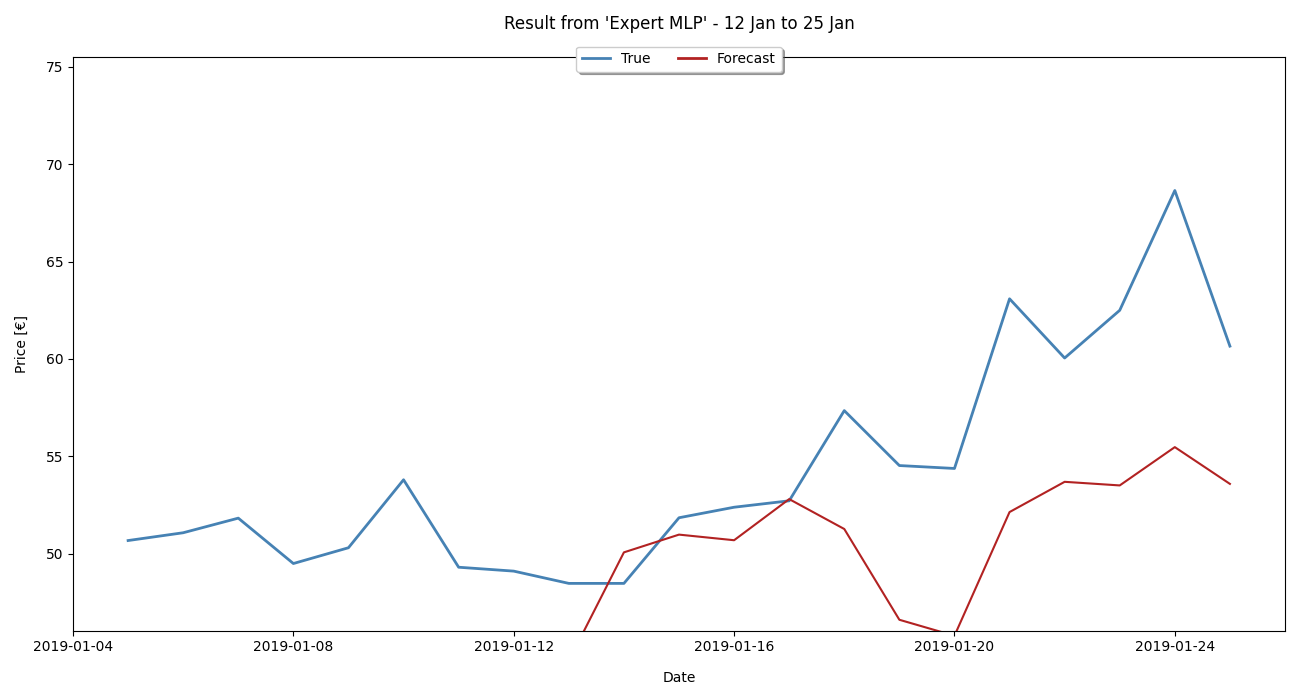 Result from 'Expert MLP' - 12 Jan to 25 Jan
True Forecast
75
70
65
60
55
50
Price [€]
2019-01-04 2019-01-08 2019-01-12 2019-01-16 2019-01-20 2019-01-24
Date